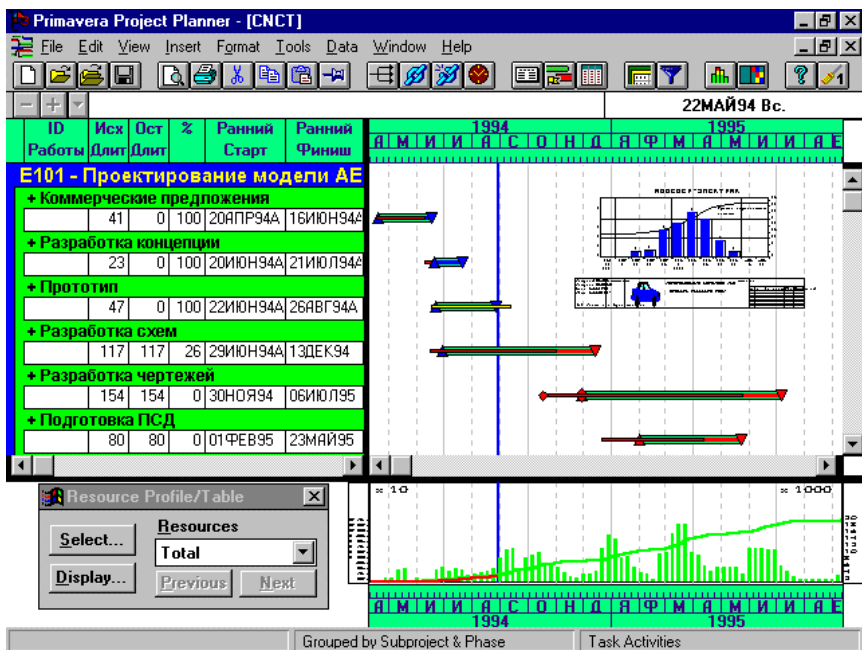 Primavera Project Planner - [CNCT]
File Edit View Insert Format Tools Data Window Help
22МАЙ94 Вс.
ID Исх Ост % Ранний Ранний
Работы Длит Длит Старт Финиш
1994 1995
А М И И А С О Н Д Я Ф М А М И И А Е
E101 - Проектирование модели АЕ
+ Коммерческие предложения
41 0 100 20АПР94А 16ИЮН94А
+ Разработка концепции
23 0 100 20ИЮН94А 21ИЮЛ94А
+ Прототип
47 0 100 22ИЮН94А 26АВГ94А
+ Разработка схем
117 117 26 29ИЮН94А 13ДЕК94
+ Разработка чертежей
154 154 0 30НОЯ94 06ИЮЛ95
+ Подготовка ПСД
80 80 0 01ФЕВ95 23МАЙ95
Resource Profile/Table
Select...
Resources
Total
Display...
Previous Next
x 10 x 1000
А М И И А С О Н Д Я Ф М А М И И А Е
1994 1995
Grouped by Subproject & Phase Task Activities